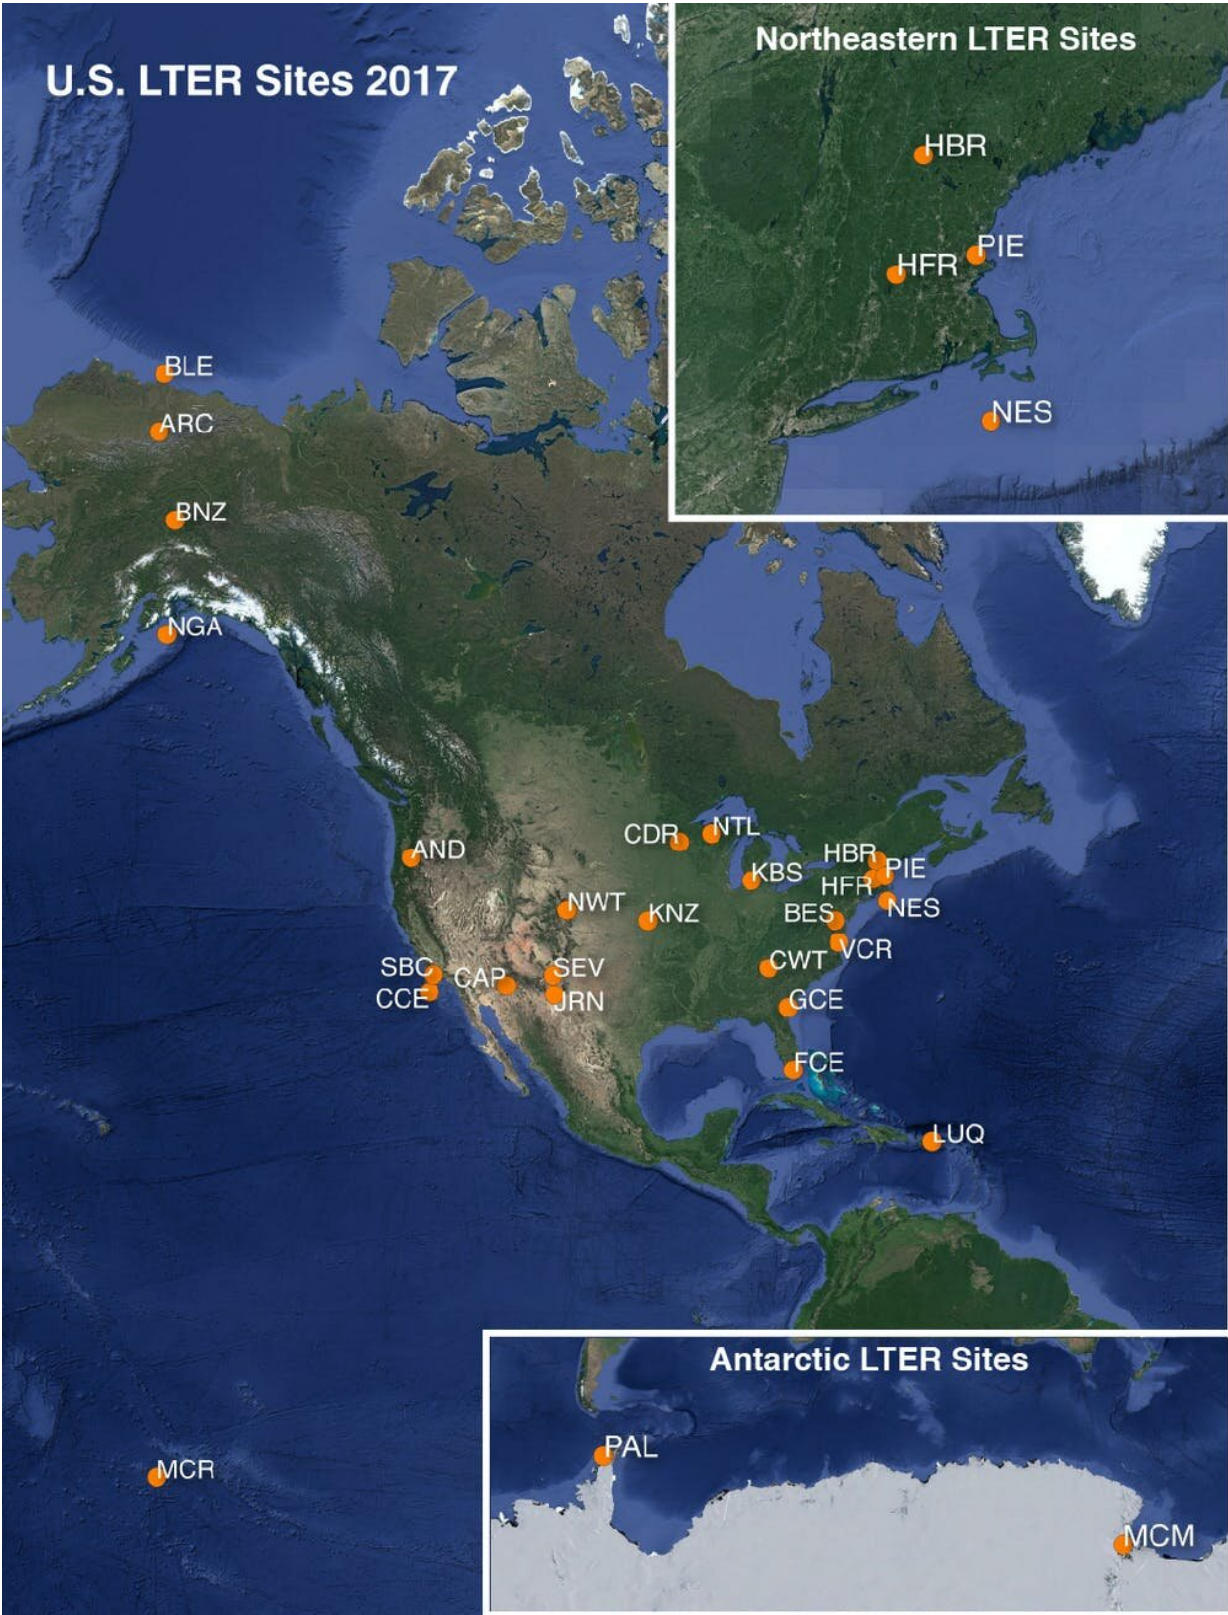 U.S. LTER Sites 2017
Northeastern LTER Sites
HBR
PIE
HFR
NES
BLE
ARC
BNZ
NGA
AND
CDR
NTL
KBS
HBR
PIE
HFR
NES
NWT
KNZ
BES
VCR
SBC
CAP
SEV
CWT
CCE
JRN
GCE
FCE
LUQ
MCR
Antarctic LTER Sites
PAL
MCM